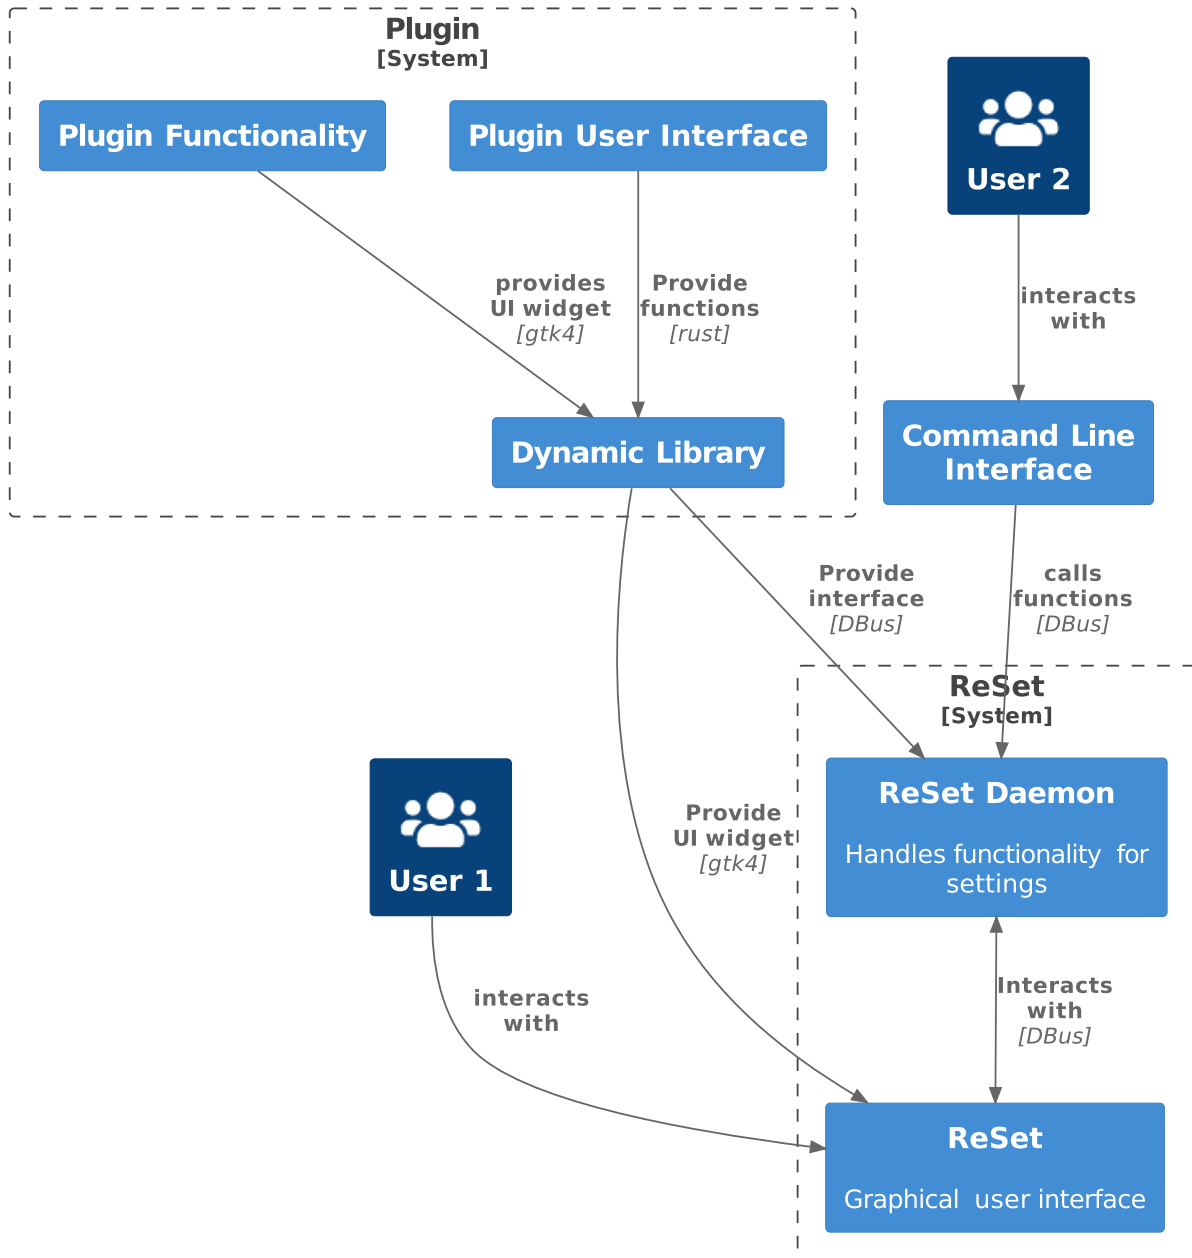 Plugin
[System]
Plugin Functionality
Plugin User Interface
User 2
provides
UI widget
[gtk4]
Provide
functions
[rust]
interacts
with
Dynamic Library
Command Line
Interface
Provide
interface
[DBus]
calls
functions
[DBus]
ReSet
[System]
ReSet Daemon
Handles functionality for
settings
User 1
Provide
UI widget
[gtk4]
interacts
with
Interacts
with
[DBus]
ReSet
Graphical user interface